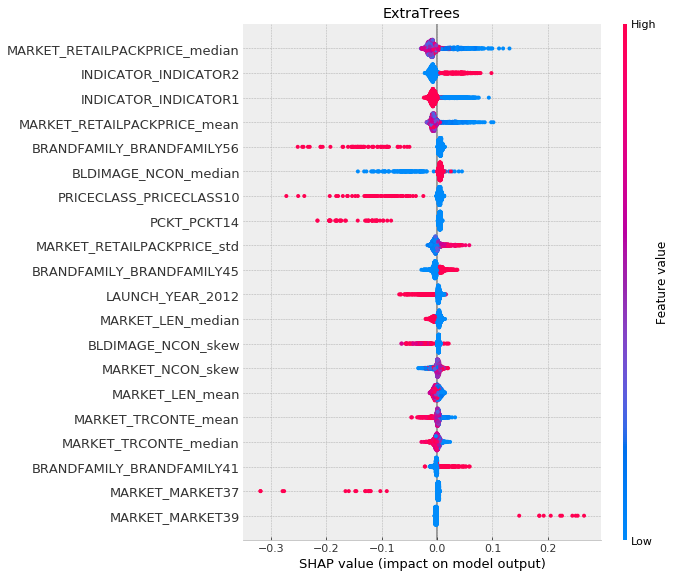 ExtraTrees
High
MARKET_RETAILPACKPRICE_median
INDICATOR_INDICATOR2
INDICATOR_INDICATOR1
MARKET_RETAILPACKPRICE_mean
BRANDFAMILY_BRANDFAMILY56
BLDIMAGE_NCON_median
PRICECLASS_PRICECLASS10
PCKT_PCKT14
MARKET_RETAILPACKPRICE_std
BRANDFAMILY_BRANDFAMILY45
LAUNCH_YEAR_2012
MARKET_LEN_median
BLDIMAGE_NCON_skew
MARKET_NCON_skew
MARKET_LEN_mean
MARKET_TRCONTE_mean
MARKET_TRCONTE_median
BRANDFAMILY_BRANDFAMILY41
MARKET_MARKET37
MARKET_MARKET39
Feature value
Low
−0.3 −0.2 −0.1 0.0 0.1 0.2
SHAP value (impact on model output)